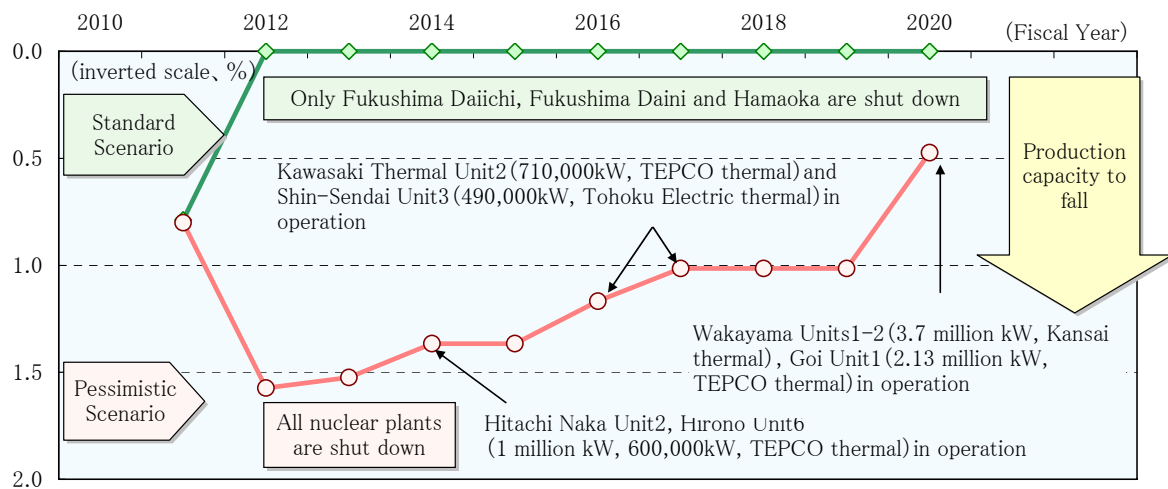 2010 2012 2014 2016 2018 2020 (Fiscal Year)
0.0
(inverted scale、%)
Only Fukushima Daiichi, Fukushima Daini and Hamaoka are shut down
Standard
Scenario
0.5
Kawasaki Thermal Unit2(710,000kW, TEPCO thermal)and
Shin-Sendai Unit3(490,000kW, Tohoku Electric thermal)in
operation
Production
capacity to
fall
1.0
Wakayama Units1-2(3.7 million kW, Kansai
thermal), Goi Unit1(2.13 million kW,
TEPCO thermal)in operation
1.5
Pessimistic
Scenario
All nuclear plants
are shut down
Hitachi Naka Unit2, Hirono Unit6
(1 million kW, 600,000kW, TEPCO thermal)in operation
2.0